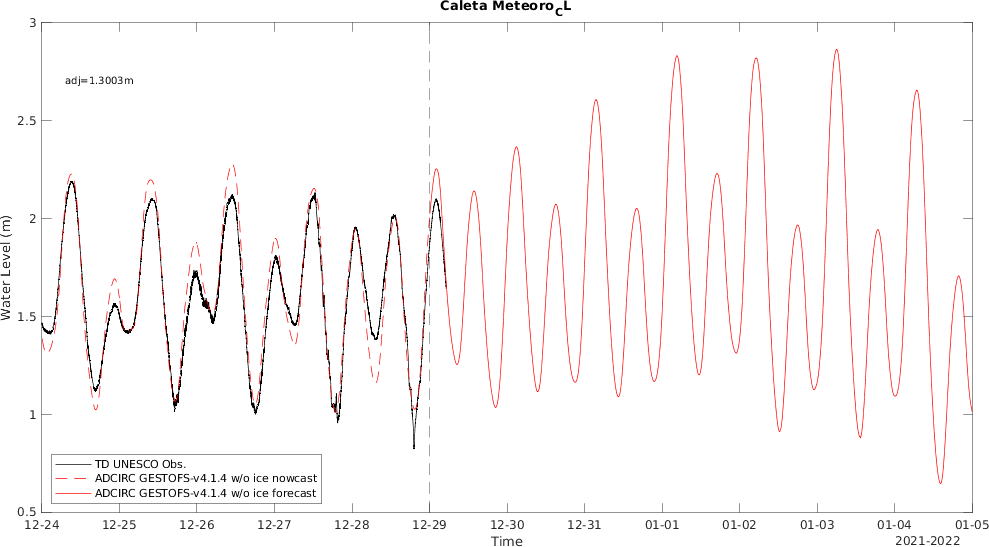 Caleta Meteoro_CL
adj=1.3003m
3
2.5
2
1.5
1
0.5
Water Level (m)
TD UNESCO Obs.
ADCIRC GESTOFS-v4.1.4 w/o ice nowcast
ADCIRC GESTOFS-v4.1.4 w/o ice forecast
12-24 12-25 12-26 12-27 12-28 12-29 12-30 12-31 01-01 01-02 01-03 01-04 01-05
Time
2021-2022